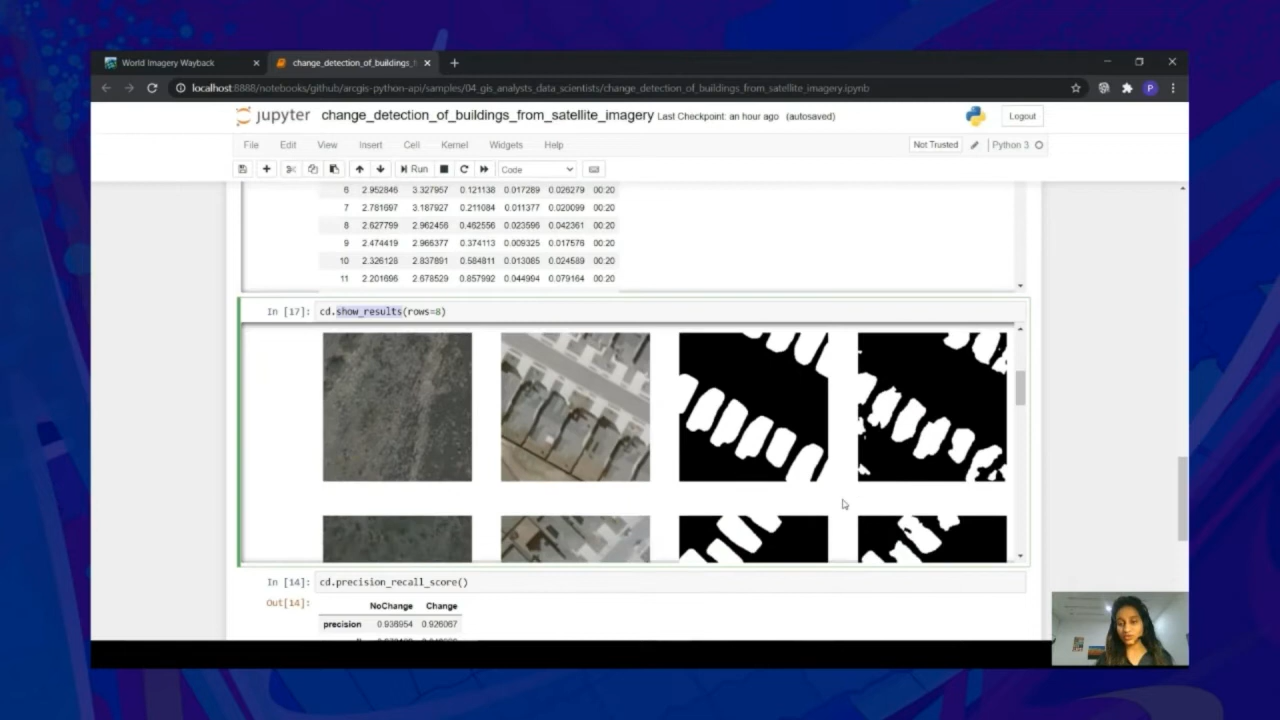 World Imagery Wayback
change_detection_of_buildings_f
localhost:8888/notebooks/github/arcgis-python-api/samples/04_gis_analysts_data_scientists/change_detection_of_buildings_from_satellite_imagery.ipynb
P
jupyter change_detection_of_buildings_from_satellite_imagery Last Checkpoint: an hour ago (autosaved)
Logout
File Edit View Insert Cell Kernel Widgets Help
Not Trusted
Python 3
Run
Code
6 2.952846 3.327957 0.121138 0.017289 0.026279 00:20
7 2.781697 3.187927 0.211084 0.011377 0.020099 00:20
8 2.627799 2.962456 0.462556 0.023596 0.042361 00:20
9 2.474419 2.966377 0.374113 0.009325 0.017576 00:20
10 2.326128 2.837891 0.584811 0.013085 0.024589 00:20
11 2.201696 2.678529 0.857992 0.044994 0.079164 00:20
In [17]: cd.show_results(rows=8)
In [14]: cd.precision_recall_score()
Out[14]:
NoChange Change
precision 0.936954 0.926067